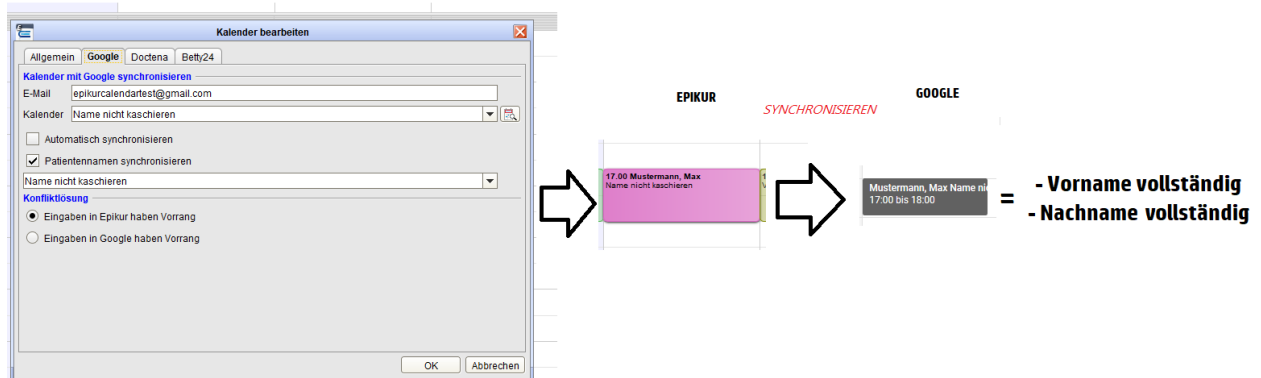 Kalender bearbeiten
Allgemein Google Doctena Betty24
Kalender mit Google synchronisieren
E-Mail epikurcalendartest@gmail.com
Kalender Name nicht kaschieren
Automatisch synchronisieren
Patientennamen synchronisieren
Name nicht kaschieren
Konfliktlösung
Eingaben in Epikur haben Vorrang
Eingaben in Google haben Vorrang
OK Abbrechen
EPIKUR
SYNCHRONISIEREN
GOOGLE
17.00 Mustermann, Max
Name nicht kaschieren
1
V
Mustermann, Max Name ni
17:00 bis 18:00
=
- Vorname vollständig
- Nachname vollständig